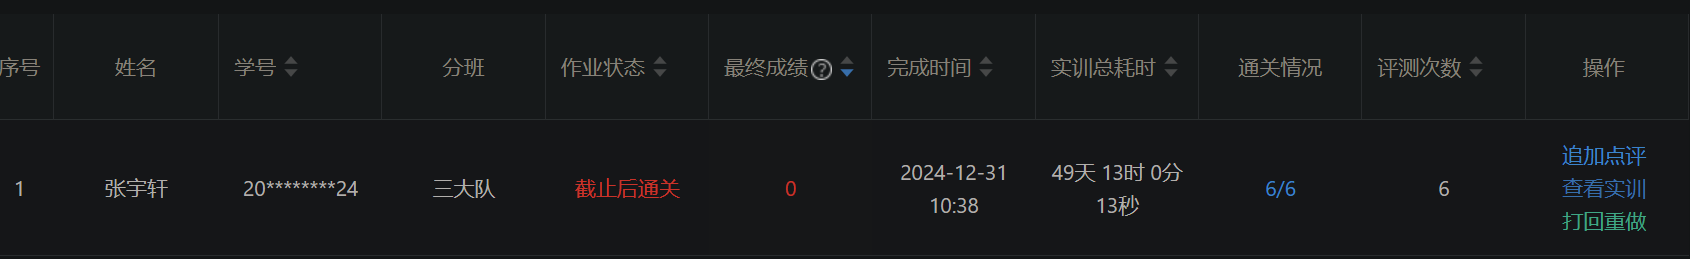 序号 姓名 学号 分班 作业状态 最终成绩? 完成时间 实训总耗时 通关情况 评测次数 操作
1 张宇轩 20********24 三大队 截止后通关 0 2024-12-31 10:38 49天 13时 0分 13秒 6/6 6 追加点评
查看实训
打回重做